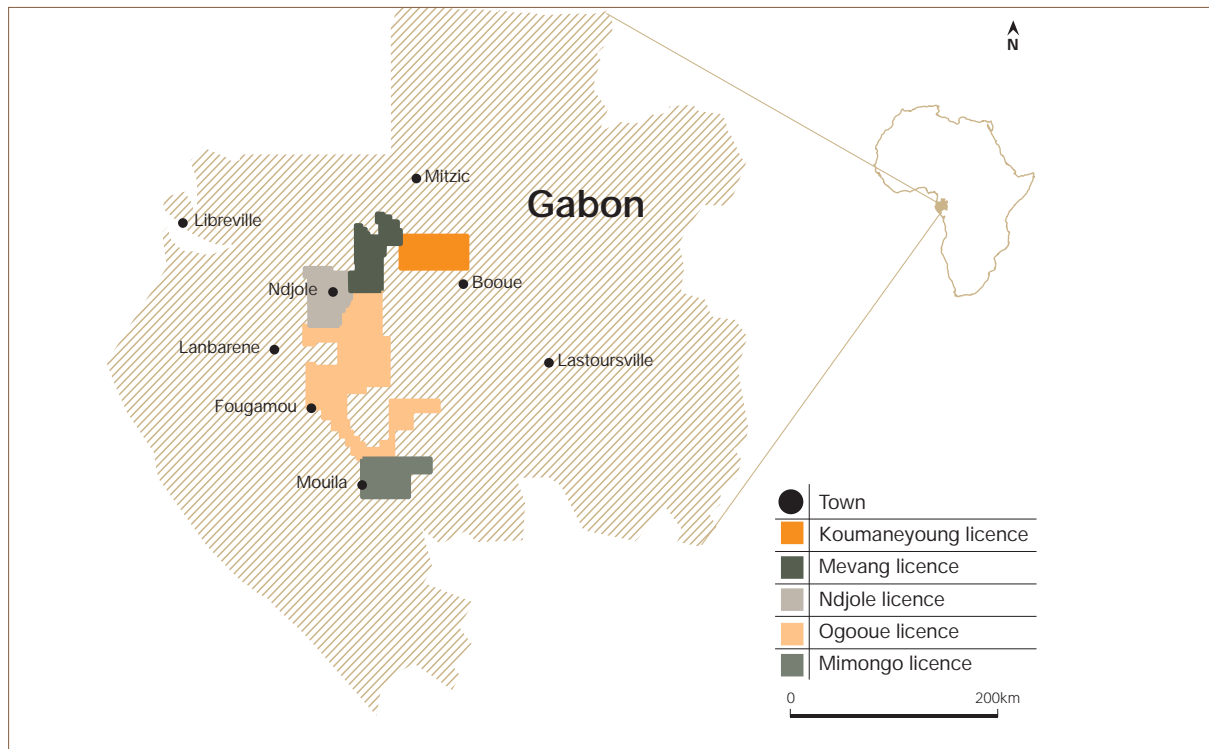 N
Mitzic
Gabon
Libreville
Booue
Ndjole
Lanbarene
Lastoursville
Fougamou
Mouila
Town
Koumaneyoung licence
Mevang licence
Ndjole licence
Ogooue licence
Mimongo licence
0 200km